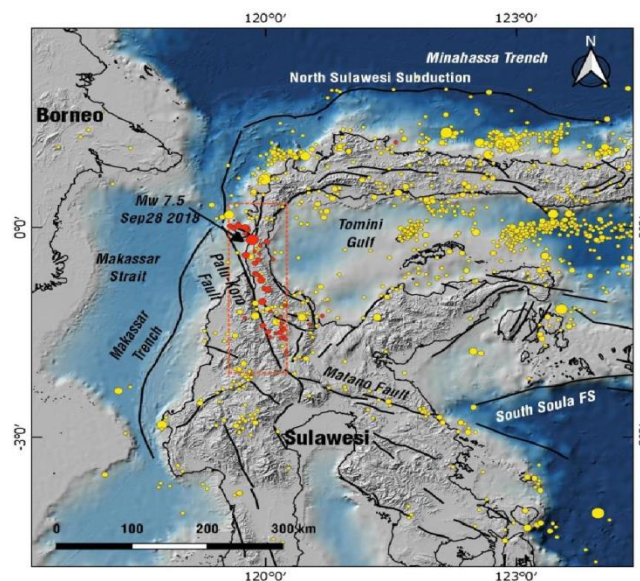 120°0'
123°0'
N
Minahassa Trench
North Sulawesi Subduction
Borneo
Mw 7.5
Sep28 2018
0°0'
Tomini
Gulf
Makassar
Strait
Palu-Koro
Fault
Makassar
Trench
Matano Fault
South Soula FS
-3°0'
Sulawesi
0
100
200
300 km
120°0'
123°0'